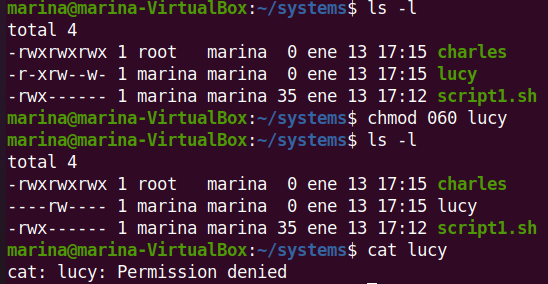 marina@marina-VirtualBox:~/systems$ ls -l
total 4
-rwxrwxrwx 1 root   marina  0 ene 13 17:15 charles
-r-xrw--w- 1 marina marina  0 ene 13 17:15 lucy
-rwx------ 1 marina marina 35 ene 13 17:12 script1.sh
marina@marina-VirtualBox:~/systems$ chmod 060 lucy
marina@marina-VirtualBox:~/systems$ ls -l
total 4
-rwxrwxrwx 1 root   marina  0 ene 13 17:15 charles
----rw---- 1 marina marina  0 ene 13 17:15 lucy
-rwx------ 1 marina marina 35 ene 13 17:12 script1.sh
marina@marina-VirtualBox:~/systems$ cat lucy
cat: lucy: Permission denied